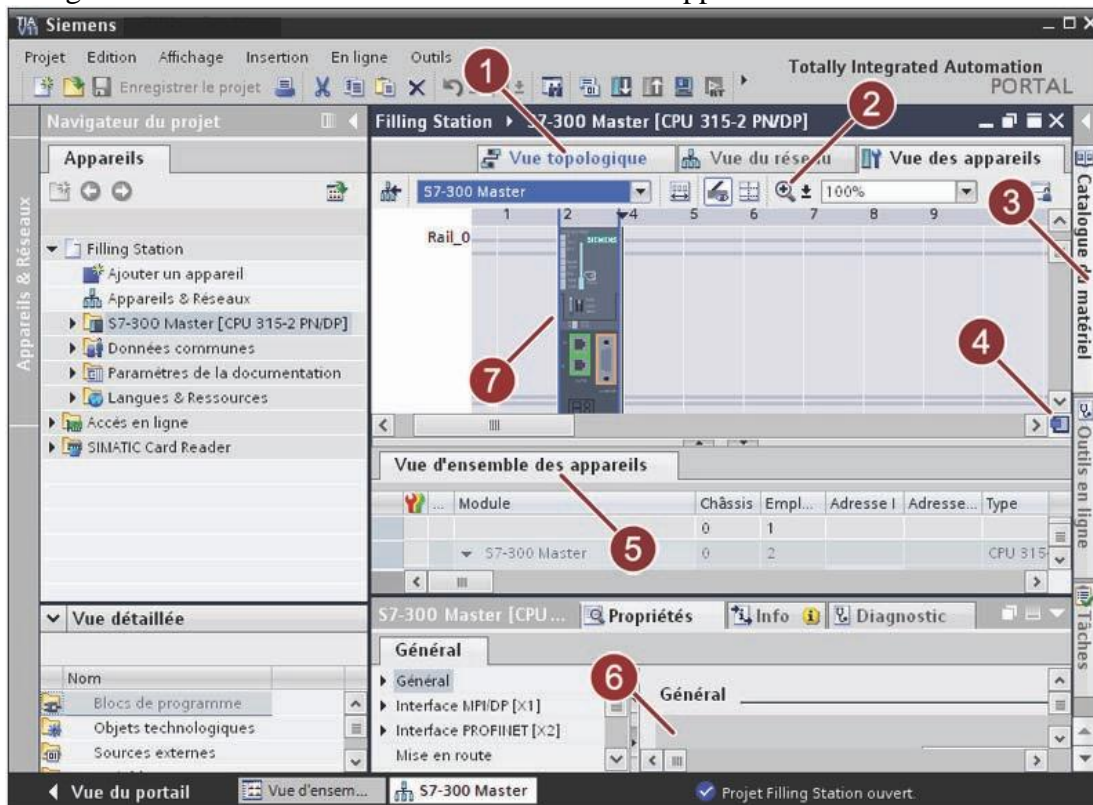 Siemens
Projet Edition Affichage Insertion En ligne Outils
Enregistrer le projet
Totally Integrated Automation
PORTAL
Navigateur du projet
Filling Station S7-300 Master [CPU 315-2 PN/DP]
Appareils
Vue topologique Vue du réseau Vue des appareils
S7-300 Master 100%
1 2 4 5 6 7 8 9
Rail_0
SIEMENS
Filling Station
Ajouter un appareil
Appareils & Réseaux
S7-300 Master [CPU 315-2 PN/DP]
Données communes
Paramètres de la documentation
Langues & Ressources
Accès en ligne
SIMATIC Card Reader
Appareils & Réseaux
1
2
3
4
7
Catalogue du matériel
Outils en ligne
Tâches
Vue d'ensemble des appareils
... Module Châssis Empl... Adresse I Adresse... Type
0 1
S7-300 Master 0 2 CPU 315-
5
Vue détaillée
S7-300 Master [CPU ... Propriétés Info Diagnostic
Général
Nom
Blocs de programme
Objets technologiques
Sources externes
Général
Interface MPI/DP [X1]
Interface PROFINET [X2]
Mise en route
6
Général
Vue du portail Vue d'ensem... S7-300 Master Projet Filling Station ouvert.